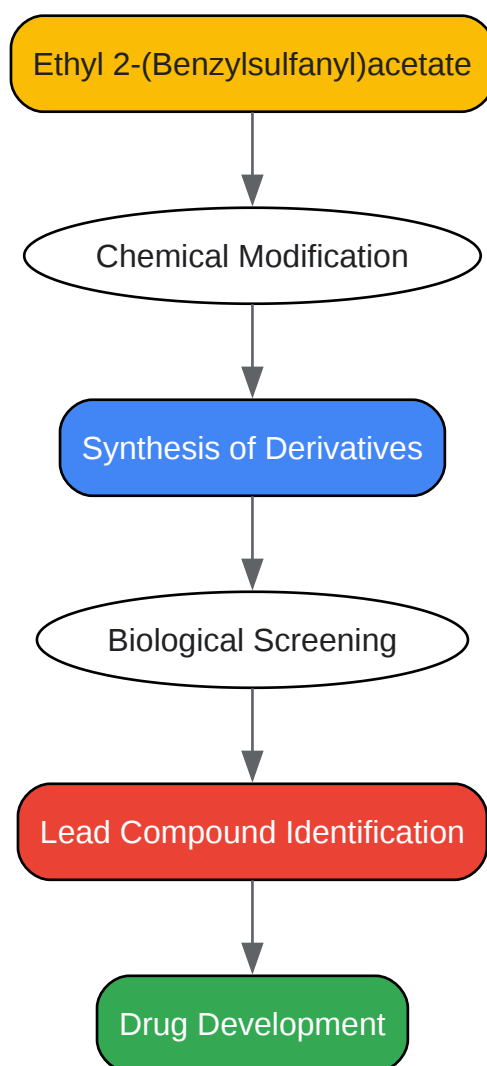 Ethyl 2-(Benzylsulfanyl)acetate
Chemical Modification
Synthesis of Derivatives
Biological Screening
Lead Compound Identification
Drug Development